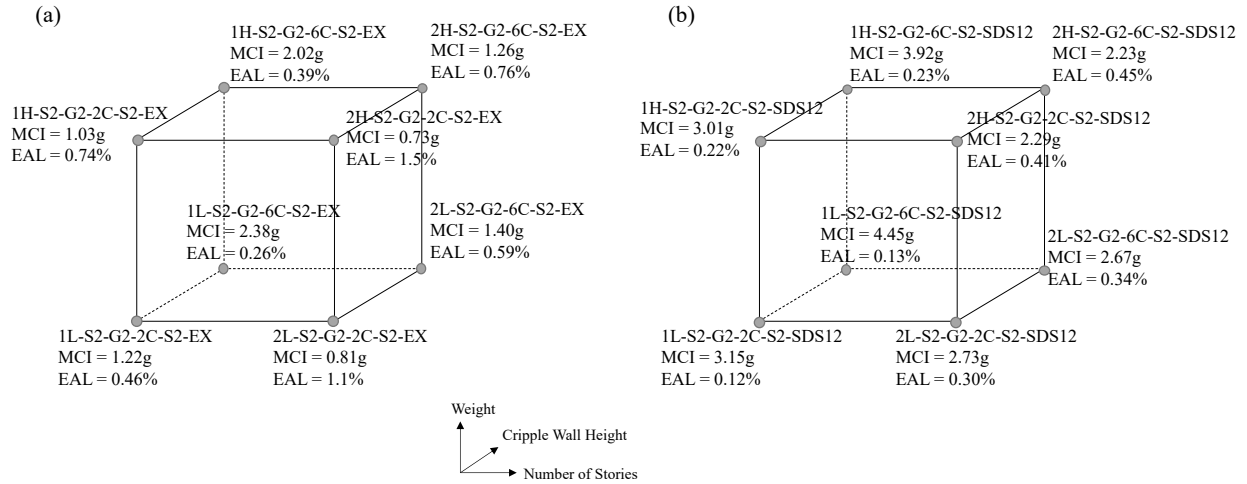 (a)
1H-S2-G2-6C-S2-EX
MCI = 2.02g
EAL = 0.39%
2H-S2-G2-6C-S2-EX
MCI = 1.26g
EAL = 0.76%
1H-S2-G2-2C-S2-EX
MCI = 1.03g
EAL = 0.74%
2H-S2-G2-2C-S2-EX
MCI = 0.73g
EAL = 1.5%
1L-S2-G2-6C-S2-EX
MCI = 2.38g
EAL = 0.26%
2L-S2-G2-6C-S2-EX
MCI = 1.40g
EAL = 0.59%
1L-S2-G2-2C-S2-EX
MCI = 1.22g
EAL = 0.46%
2L-S2-G2-2C-S2-EX
MCI = 0.81g
EAL = 1.1%
(b)
1H-S2-G2-6C-S2-SDS12
MCI = 3.92g
EAL = 0.23%
2H-S2-G2-6C-S2-SDS12
MCI = 2.23g
EAL = 0.45%
1H-S2-G2-2C-S2-SDS12
MCI = 3.01g
EAL = 0.22%
2H-S2-G2-2C-S2-SDS12
MCI = 2.29g
EAL = 0.41%
1L-S2-G2-6C-S2-SDS12
MCI = 4.45g
EAL = 0.13%
2L-S2-G2-6C-S2-SDS12
MCI = 2.67g
EAL = 0.34%
1L-S2-G2-2C-S2-SDS12
MCI = 3.15g
EAL = 0.12%
2L-S2-G2-2C-S2-SDS12
MCI = 2.73g
EAL = 0.30%
Weight
Cripple Wall Height
Number of Stories